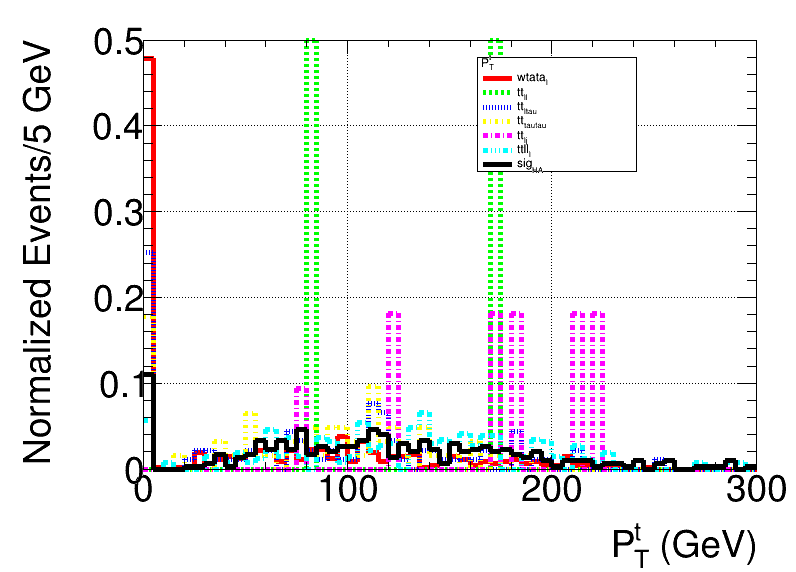 Normalized Events/5 GeV
0.5
0.4
0.3
0.2
0.1
0
P_T^t
wtata_l
tt_ll
tt_ltau
tt_tautau
tt_lj
ttll_l
sig_HA
0 100 200 300
P_T^t (GeV)